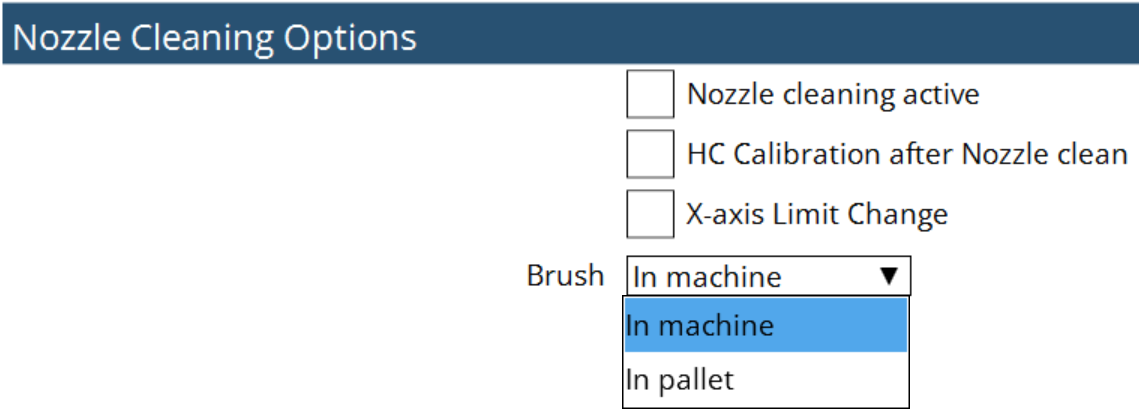 Nozzle Cleaning Options
Nozzle cleaning active
HC Calibration after Nozzle clean
X-axis Limit Change
Brush In machine
In machine
In pallet